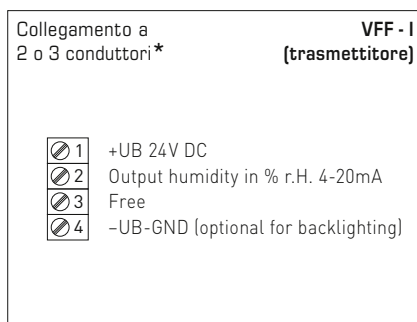 Collegamento a
2 o 3 conduttori*
VFF - I
(trasmettitore)
1 +UB 24V DC
2 Output humidity in % r.H. 4-20mA
3 Free
4 –UB-GND (optional for backlighting)